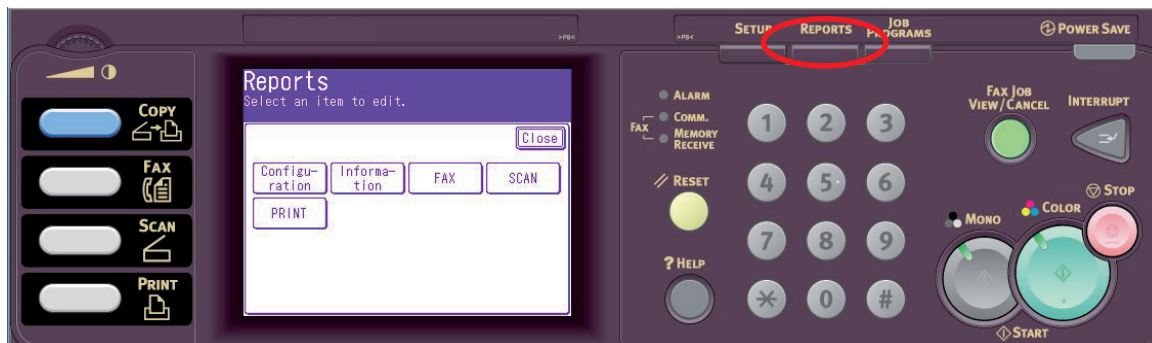 >PB<
>PB<
SETUP
REPORTS
JOB
PROGRAMS
POWER SAVE
COPY
FAX
SCAN
PRINT
Reports
Select an item to edit.
Close
Configu-
ration
Informa-
tion
FAX
SCAN
PRINT
ALARM
FAX
COMM.
MEMORY
RECEIVE
RESET
? HELP
1
2
3
4
5
6
7
8
9
*
0
#
FAX JOB
VIEW/CANCEL
INTERRUPT
STOP
MONO
COLOR
START